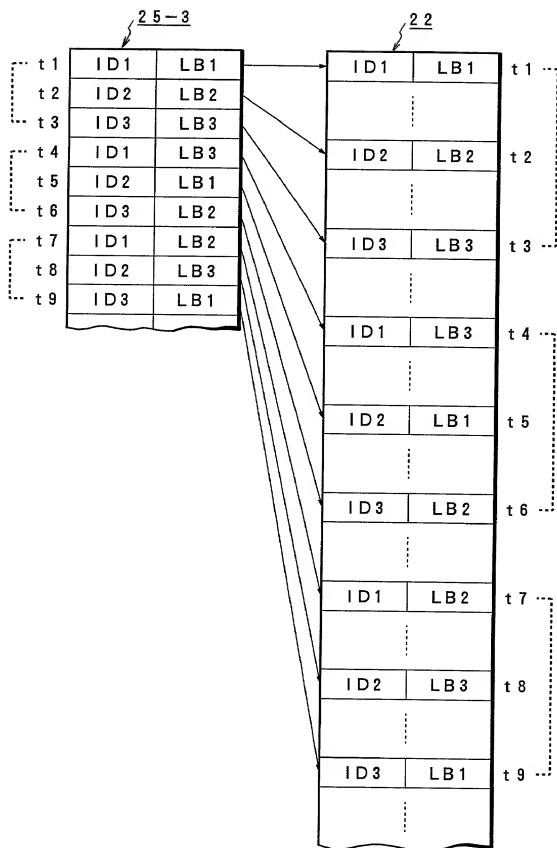 25-3
t1 ID1 LB1
t2 ID2 LB2
t3 ID3 LB3
t4 ID1 LB3
t5 ID2 LB1
t6 ID3 LB2
t7 ID1 LB2
t8 ID2 LB3
t9 ID3 LB1
22
ID1 LB1 t1
ID2 LB2 t2
ID3 LB3 t3
ID1 LB3 t4
ID2 LB1 t5
ID3 LB2 t6
ID1 LB2 t7
ID2 LB3 t8
ID3 LB1 t9